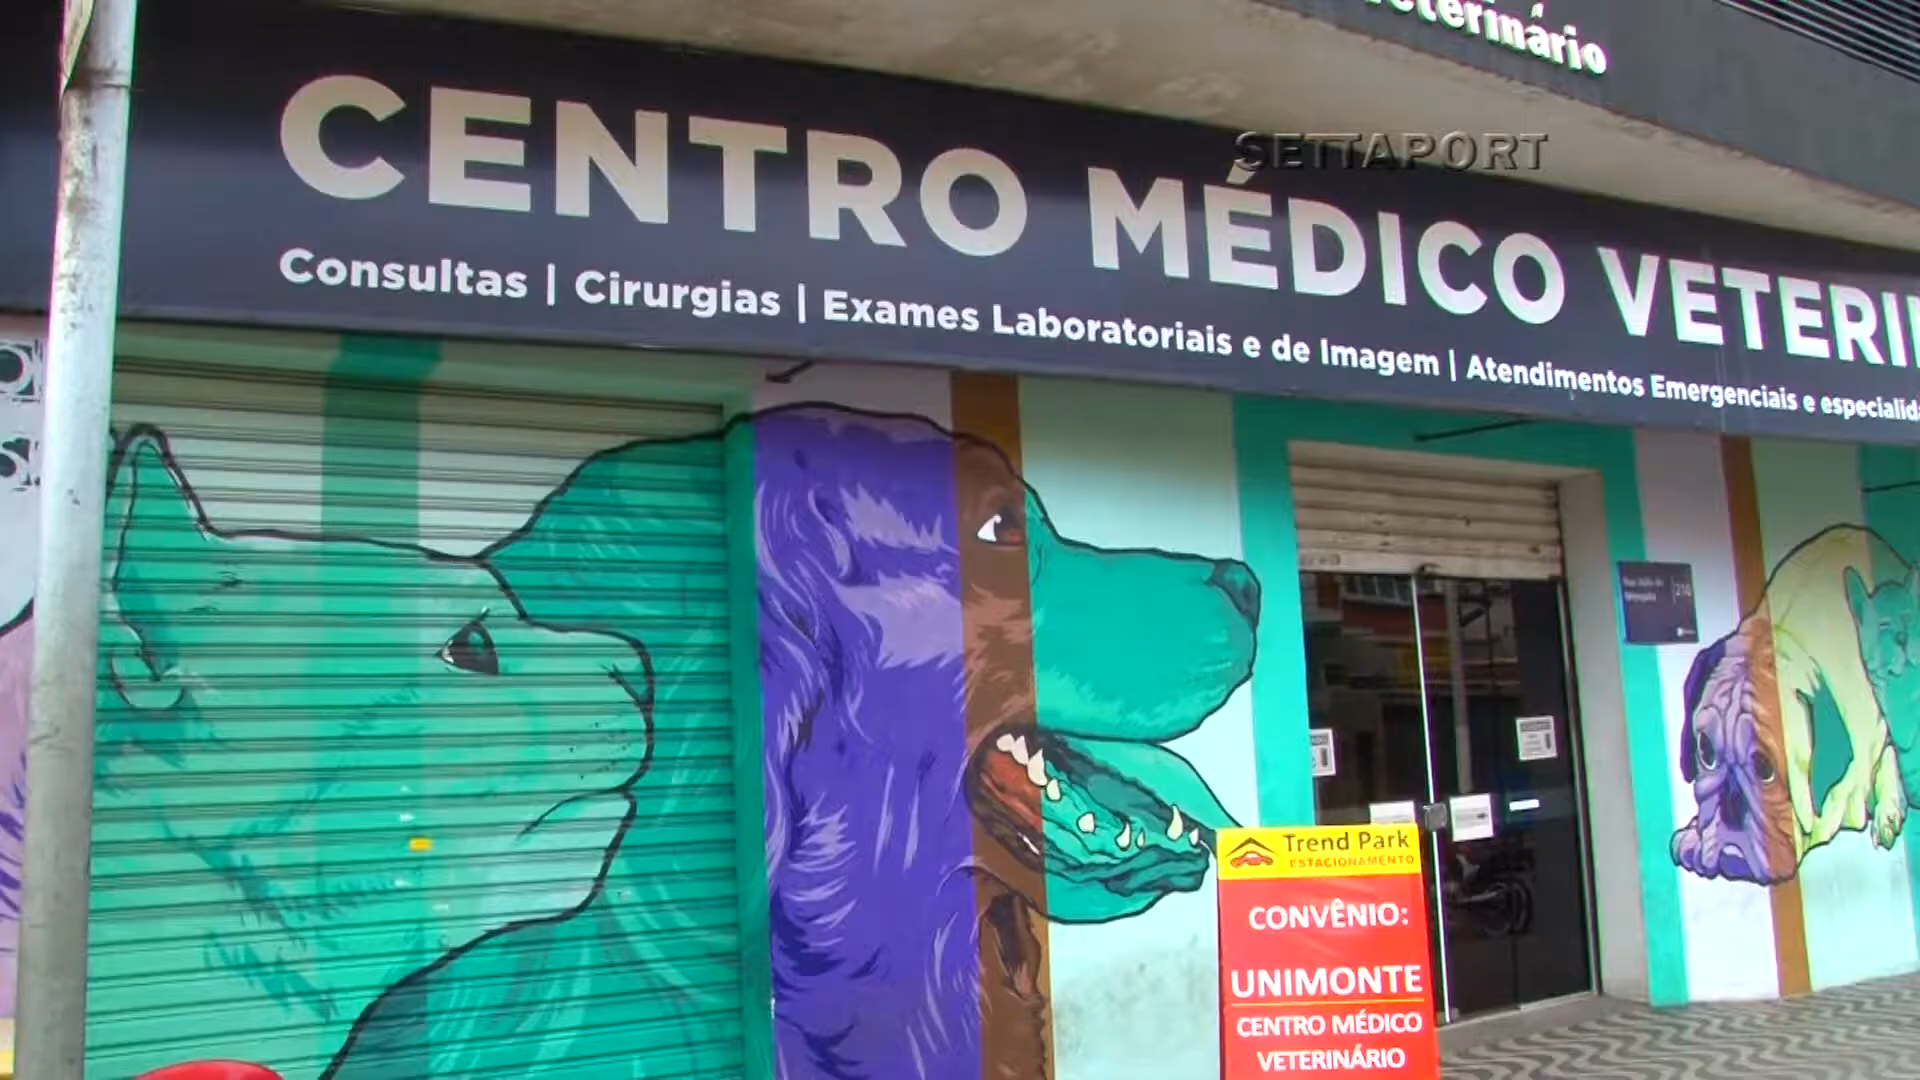 eterinário
SETTAPORT
CENTRO MÉDICO VETERI
Consultas | Cirurgias | Exames Laboratoriais e de Imagem | Atendimentos Emergenciais e especialid
210
Trend Park
ESTACIONAMENTO
CONVÊNIO:
UNIMONTE
CENTRO MÉDICO
VETERINÁRIO